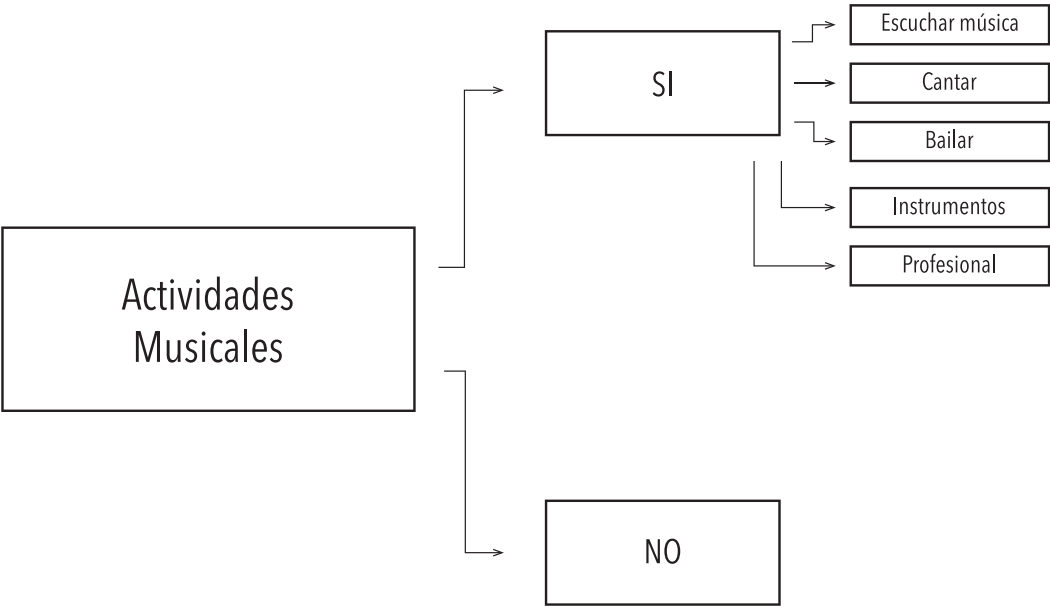 Actividades
Musicales
SI
Escuchar música
Cantar
Bailar
Instrumentos
Profesional
NO